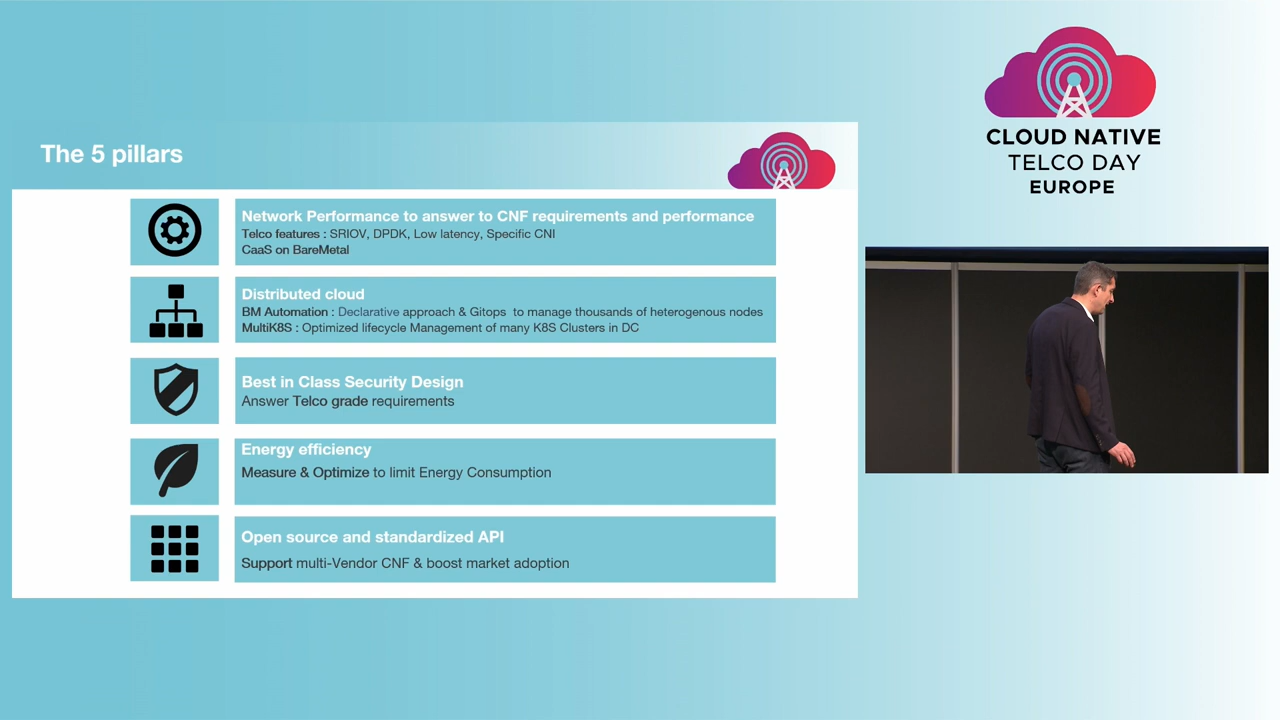 The 5 pillars
Network Performance to answer to CNF requirements and performance
Telco features : SRIOV, DPDK, Low latency, Specific CNI
CaaS on BareMetal
Distributed cloud
BM Automation : Declarative approach & Gitops to manage thousands of heterogenous nodes
MultiK8S : Optimized lifecycle Management of many K8S Clusters in DC
Best in Class Security Design
Answer Telco grade requirements
Energy efficiency
Measure & Optimize to limit Energy Consumption
Open source and standardized API
Support multi-Vendor CNF & boost market adoption
CLOUD NATIVE
TELCO DAY
EUROPE